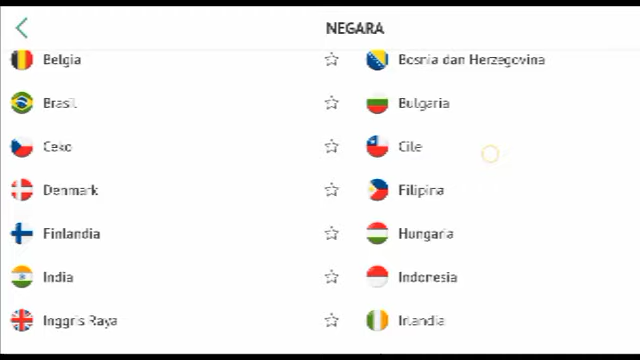 NEGARA
Belgia
Bosnia dan Herzegovina
Brasil
Bulgaria
Ceko
Cile
Denmark
Filipina
Finlandia
Hungaria
India
Indonesia
Inggris Raya
Irlandia